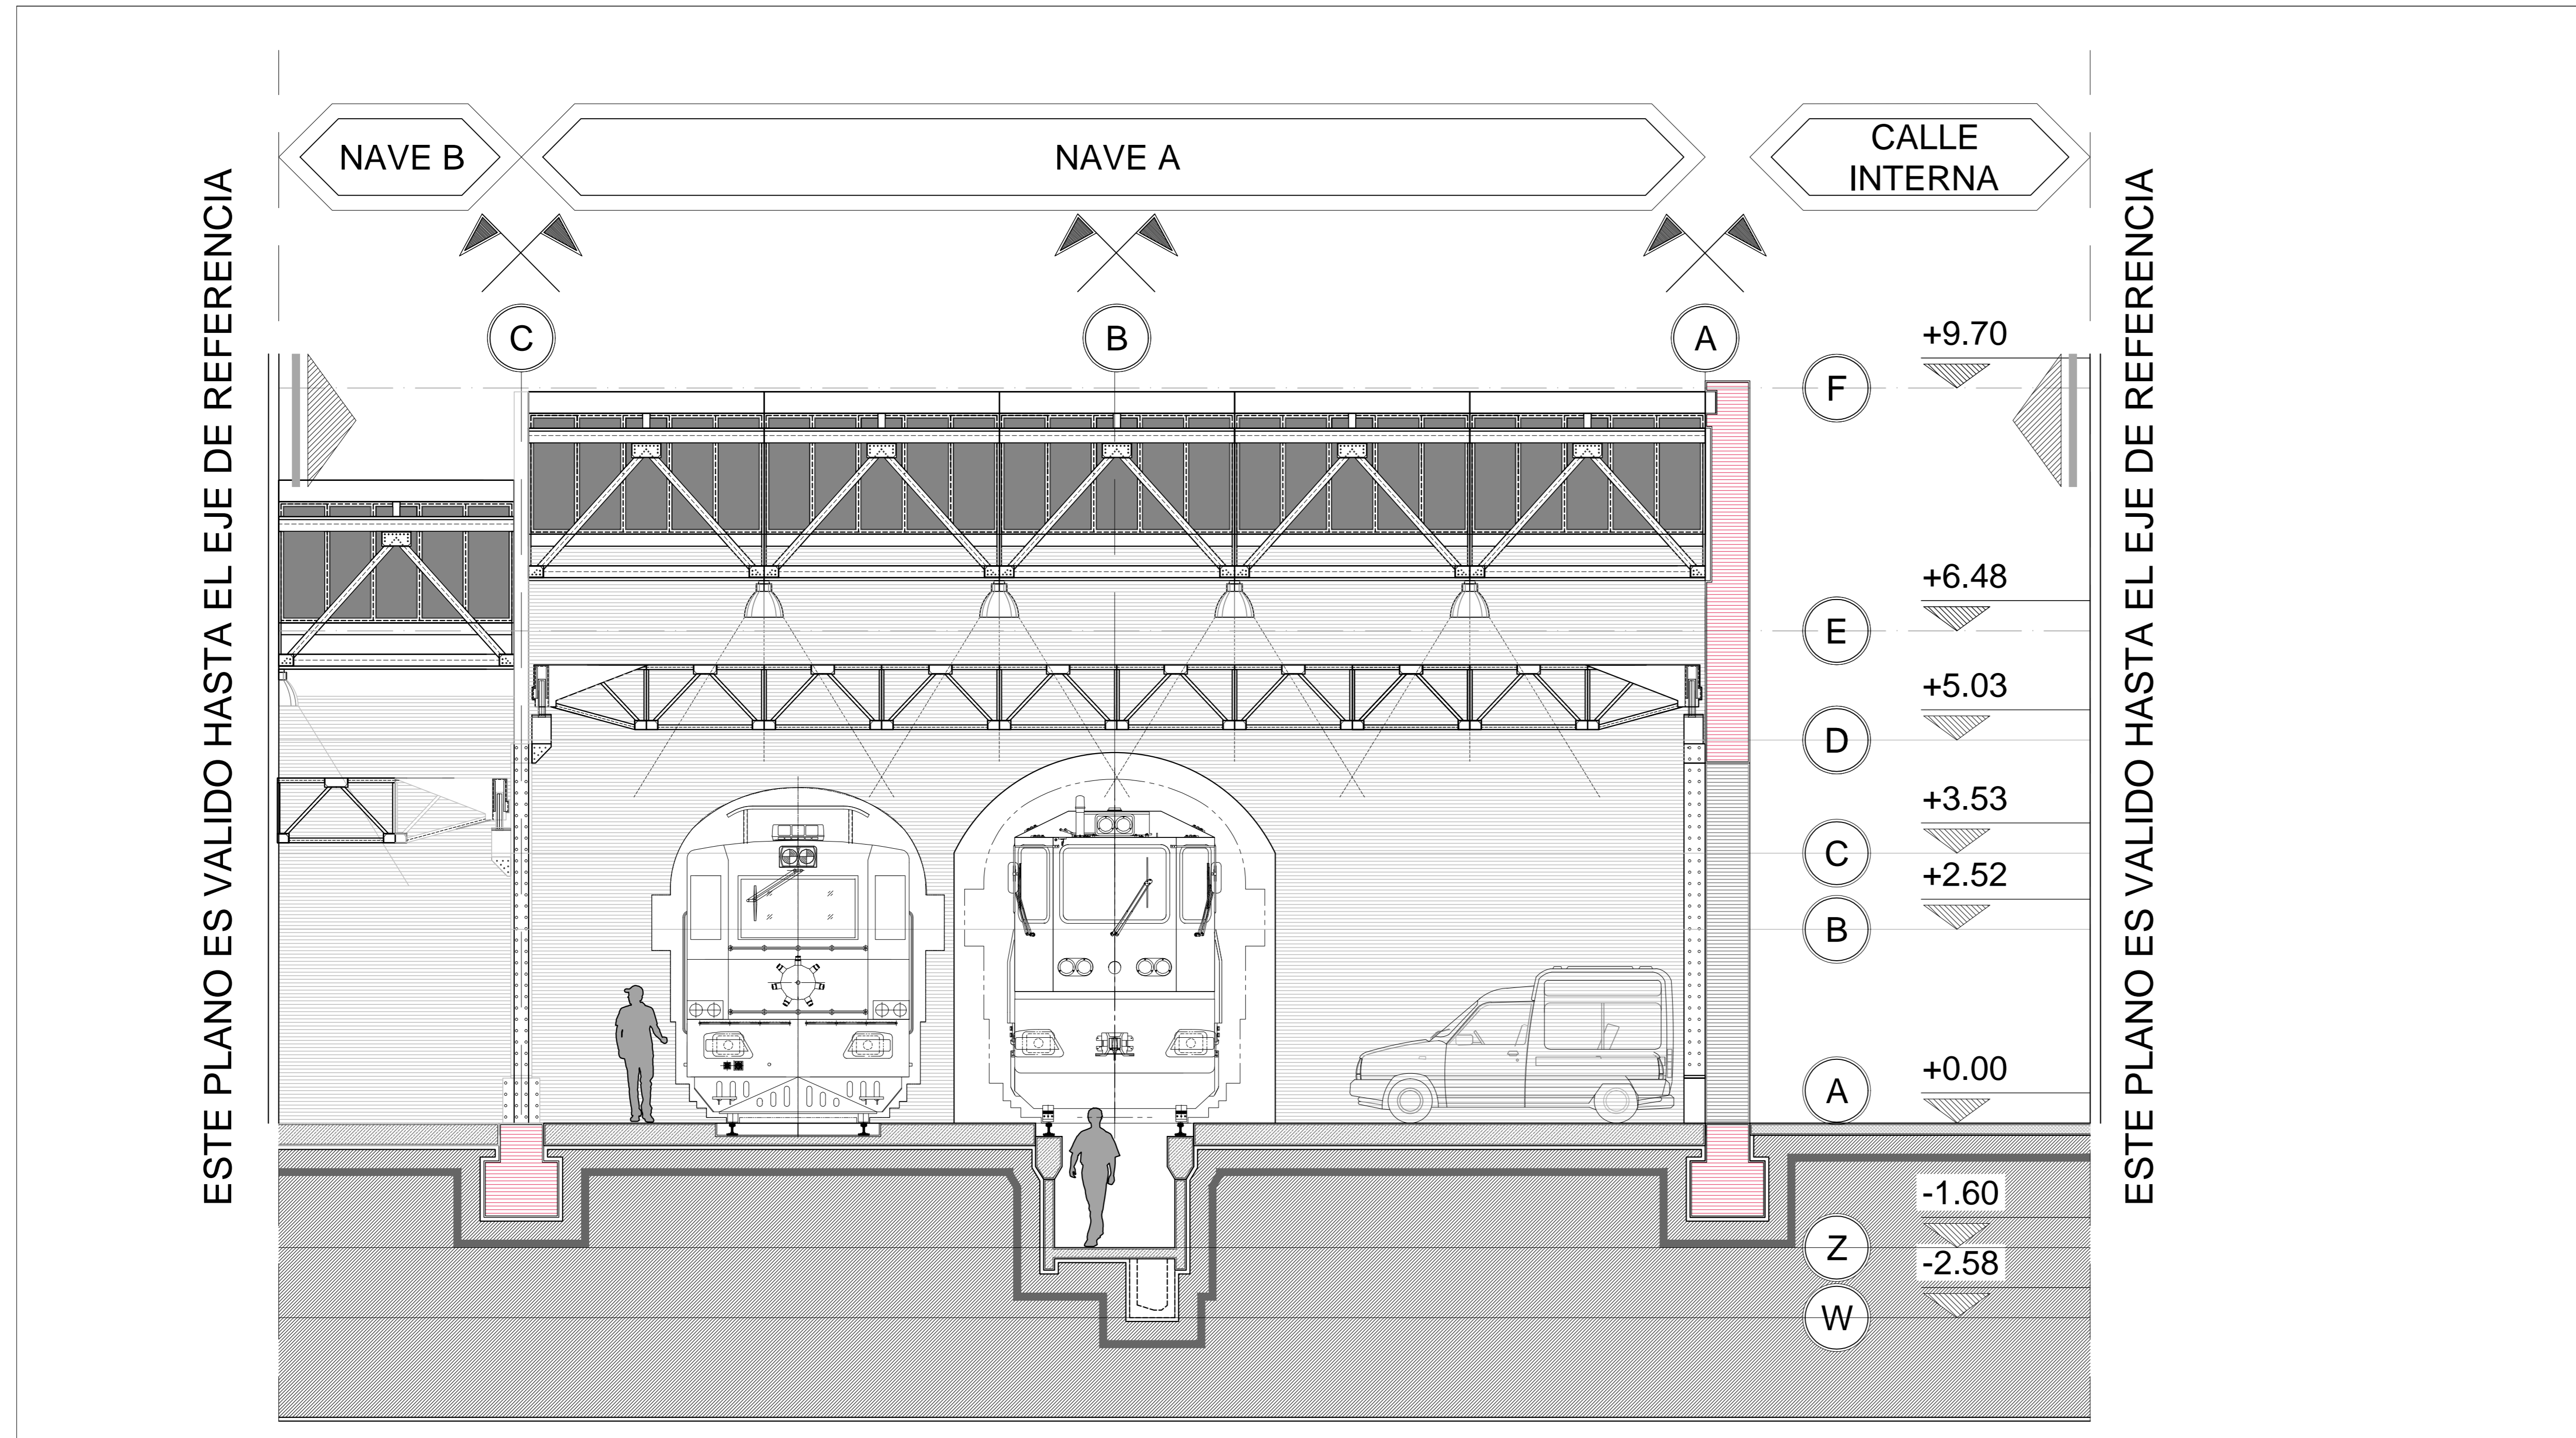 NAVE B
NAVE A
CALLE
INTERNA
ESTE PLANO ES VALIDO HASTA EL EJE DE REFERENCIA
ESTE PLANO ES VALIDO HASTA EL EJE DE REFERENCIA
C
B
A
+9.70
F
+6.48
E
+5.03
D
+3.53
C
+2.52
B
+0.00
A
-1.60
Z
-2.58
W